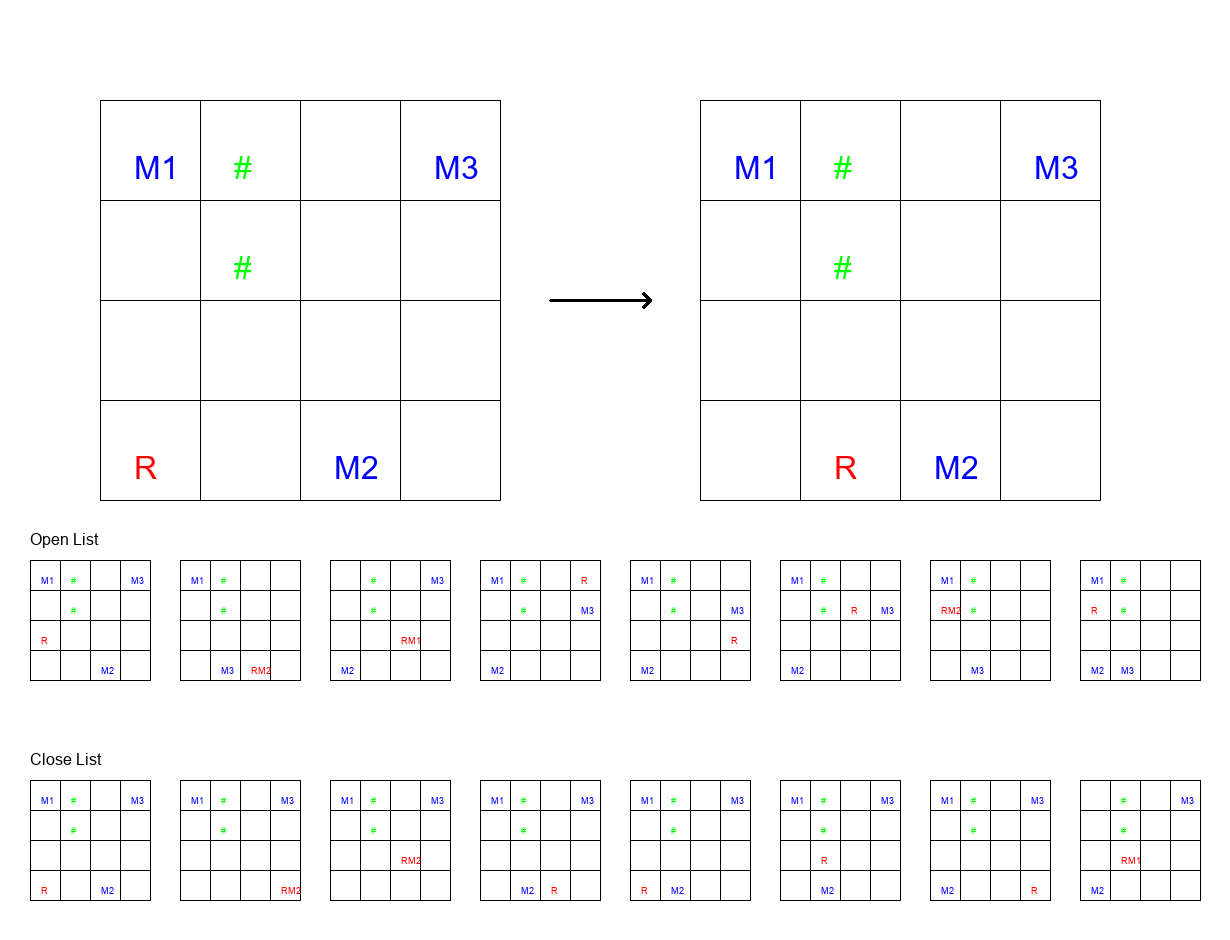 M1 # M3 M1 # M3
# #
R M2 R M2
Open List
M1 # M3 M1 # # M3 M1 # R M1 # M1 # M1 # M1 #
# # # # M3 # M3 # R M3 RM2 # R #
R RM1 R
M2 M3 RM2 M2 M2 M2 M2 M3 M2 M3
Close List
M1 # M3 M1 # M3 M1 # M3 M1 # M3 M1 # M3 M1 # M3 M1 # M3 # M3
# # # # # # # #
RM2 R RM1
R M2 RM2 M2 R R M2 M2 M2 R M2